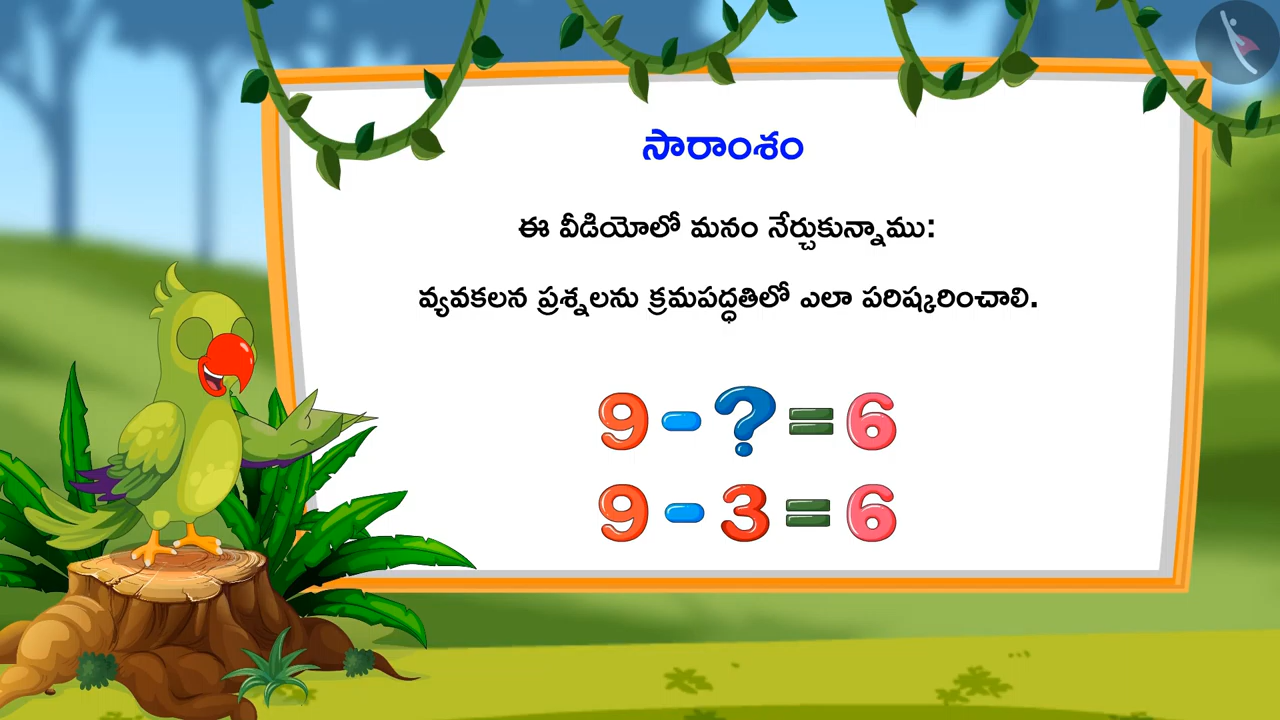 సారాంశం
ఈ వీడియోలో మనం నేర్చుకున్నాము:
వ్యవకలన ప్రశ్నలను క్రమపద్ధతిలో ఎలా పరిష్కరించాలి.
9 - ? = 6
9 - 3 = 6